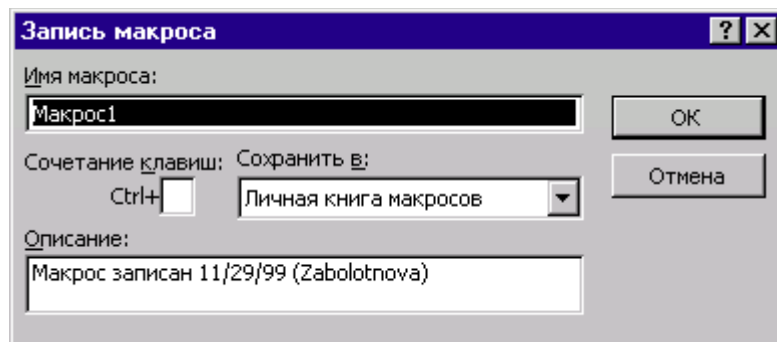 Запись макроса
Имя макроса:
Макрос1
ОК
Сочетание клавиш:
Сохранить в:
Отмена
Ctrl+
Личная книга макросов
Описание:
Макрос записан 11/29/99 (Zabolotnova)